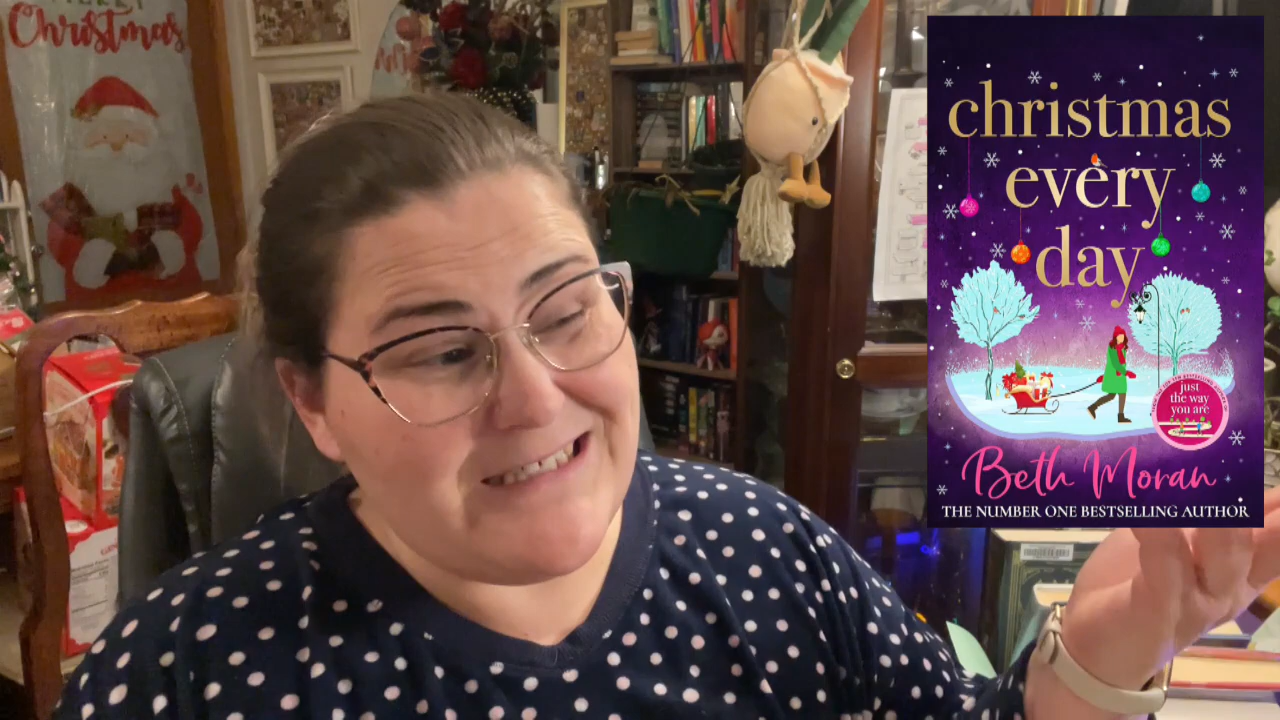 Christmas
christmas
every
day
just
the way
you are
Beth Moran
THE NUMBER ONE BESTSELLING AUTHOR